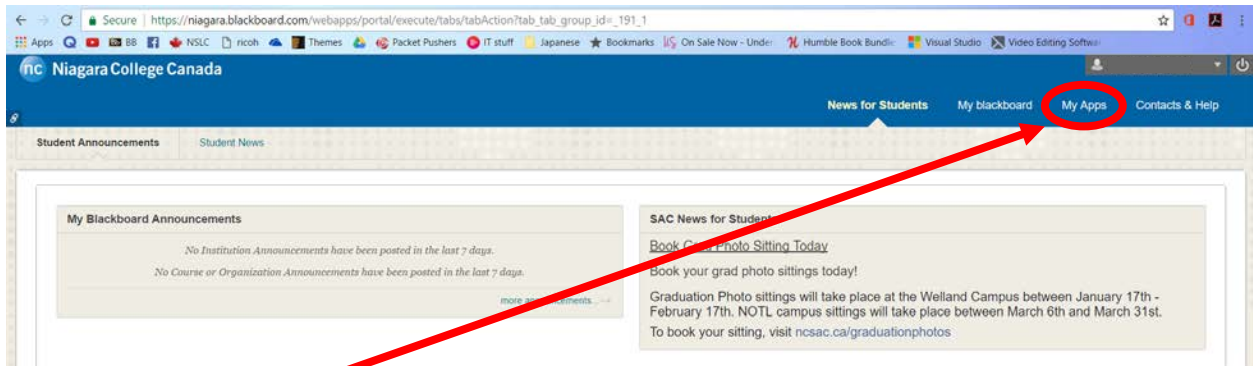 Secure | https://niagara.blackboard.com/webapps/portal/execute/tabs/tabAction?tab_tab_group_id=_191_1
Apps BB NSLC ricoh Themes Packet Pushers IT stuff Japanese Bookmarks On Sale Now - Under Humble Book Bundle Visual Studio Video Editing Softwa
nc Niagara College Canada
News for Students My blackboard My Apps Contacts & Help
Student Announcements Student News
My Blackboard Announcements
No Institution Announcements have been posted in the last 7 days.
No Course or Organization Announcements have been posted in the last 7 days.
more announcements...
SAC News for Students
Book Grad Photo Sitting Today
Book your grad photo sittings today!
Graduation Photo sittings will take place at the Welland Campus between January 17th -
February 17th. NOTL campus sittings will take place between March 6th and March 31st.
To book your sitting, visit ncsac.ca/graduationphotos